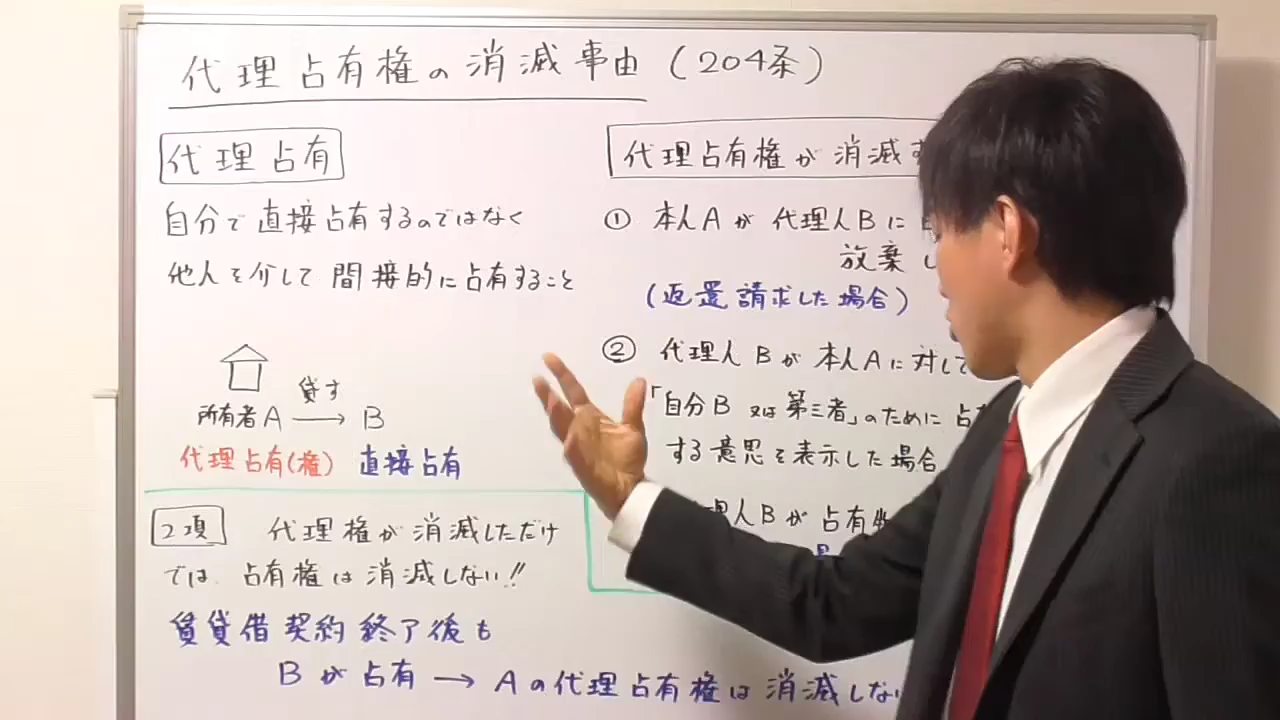 代理占有権の消滅事由（204条）
代理占有
自分で直接占有するのではなく
他人を介して間接的に占有すること
貸す
所有者A → B
代理占有(権) 直接占有
代理占有権が消滅す
① 本人Aが代理人Bに
放棄し
(返還請求した場合)
② 代理人Bが本人Aに対して
「自分B又は第三者」のために占
する意思を表示した場合
理人Bが占有
2項 代理権が消滅しただけ
では、占有権は消滅しない!!
賃貸借契約終了後も
Bが占有 → Aの代理占有権は消滅しない